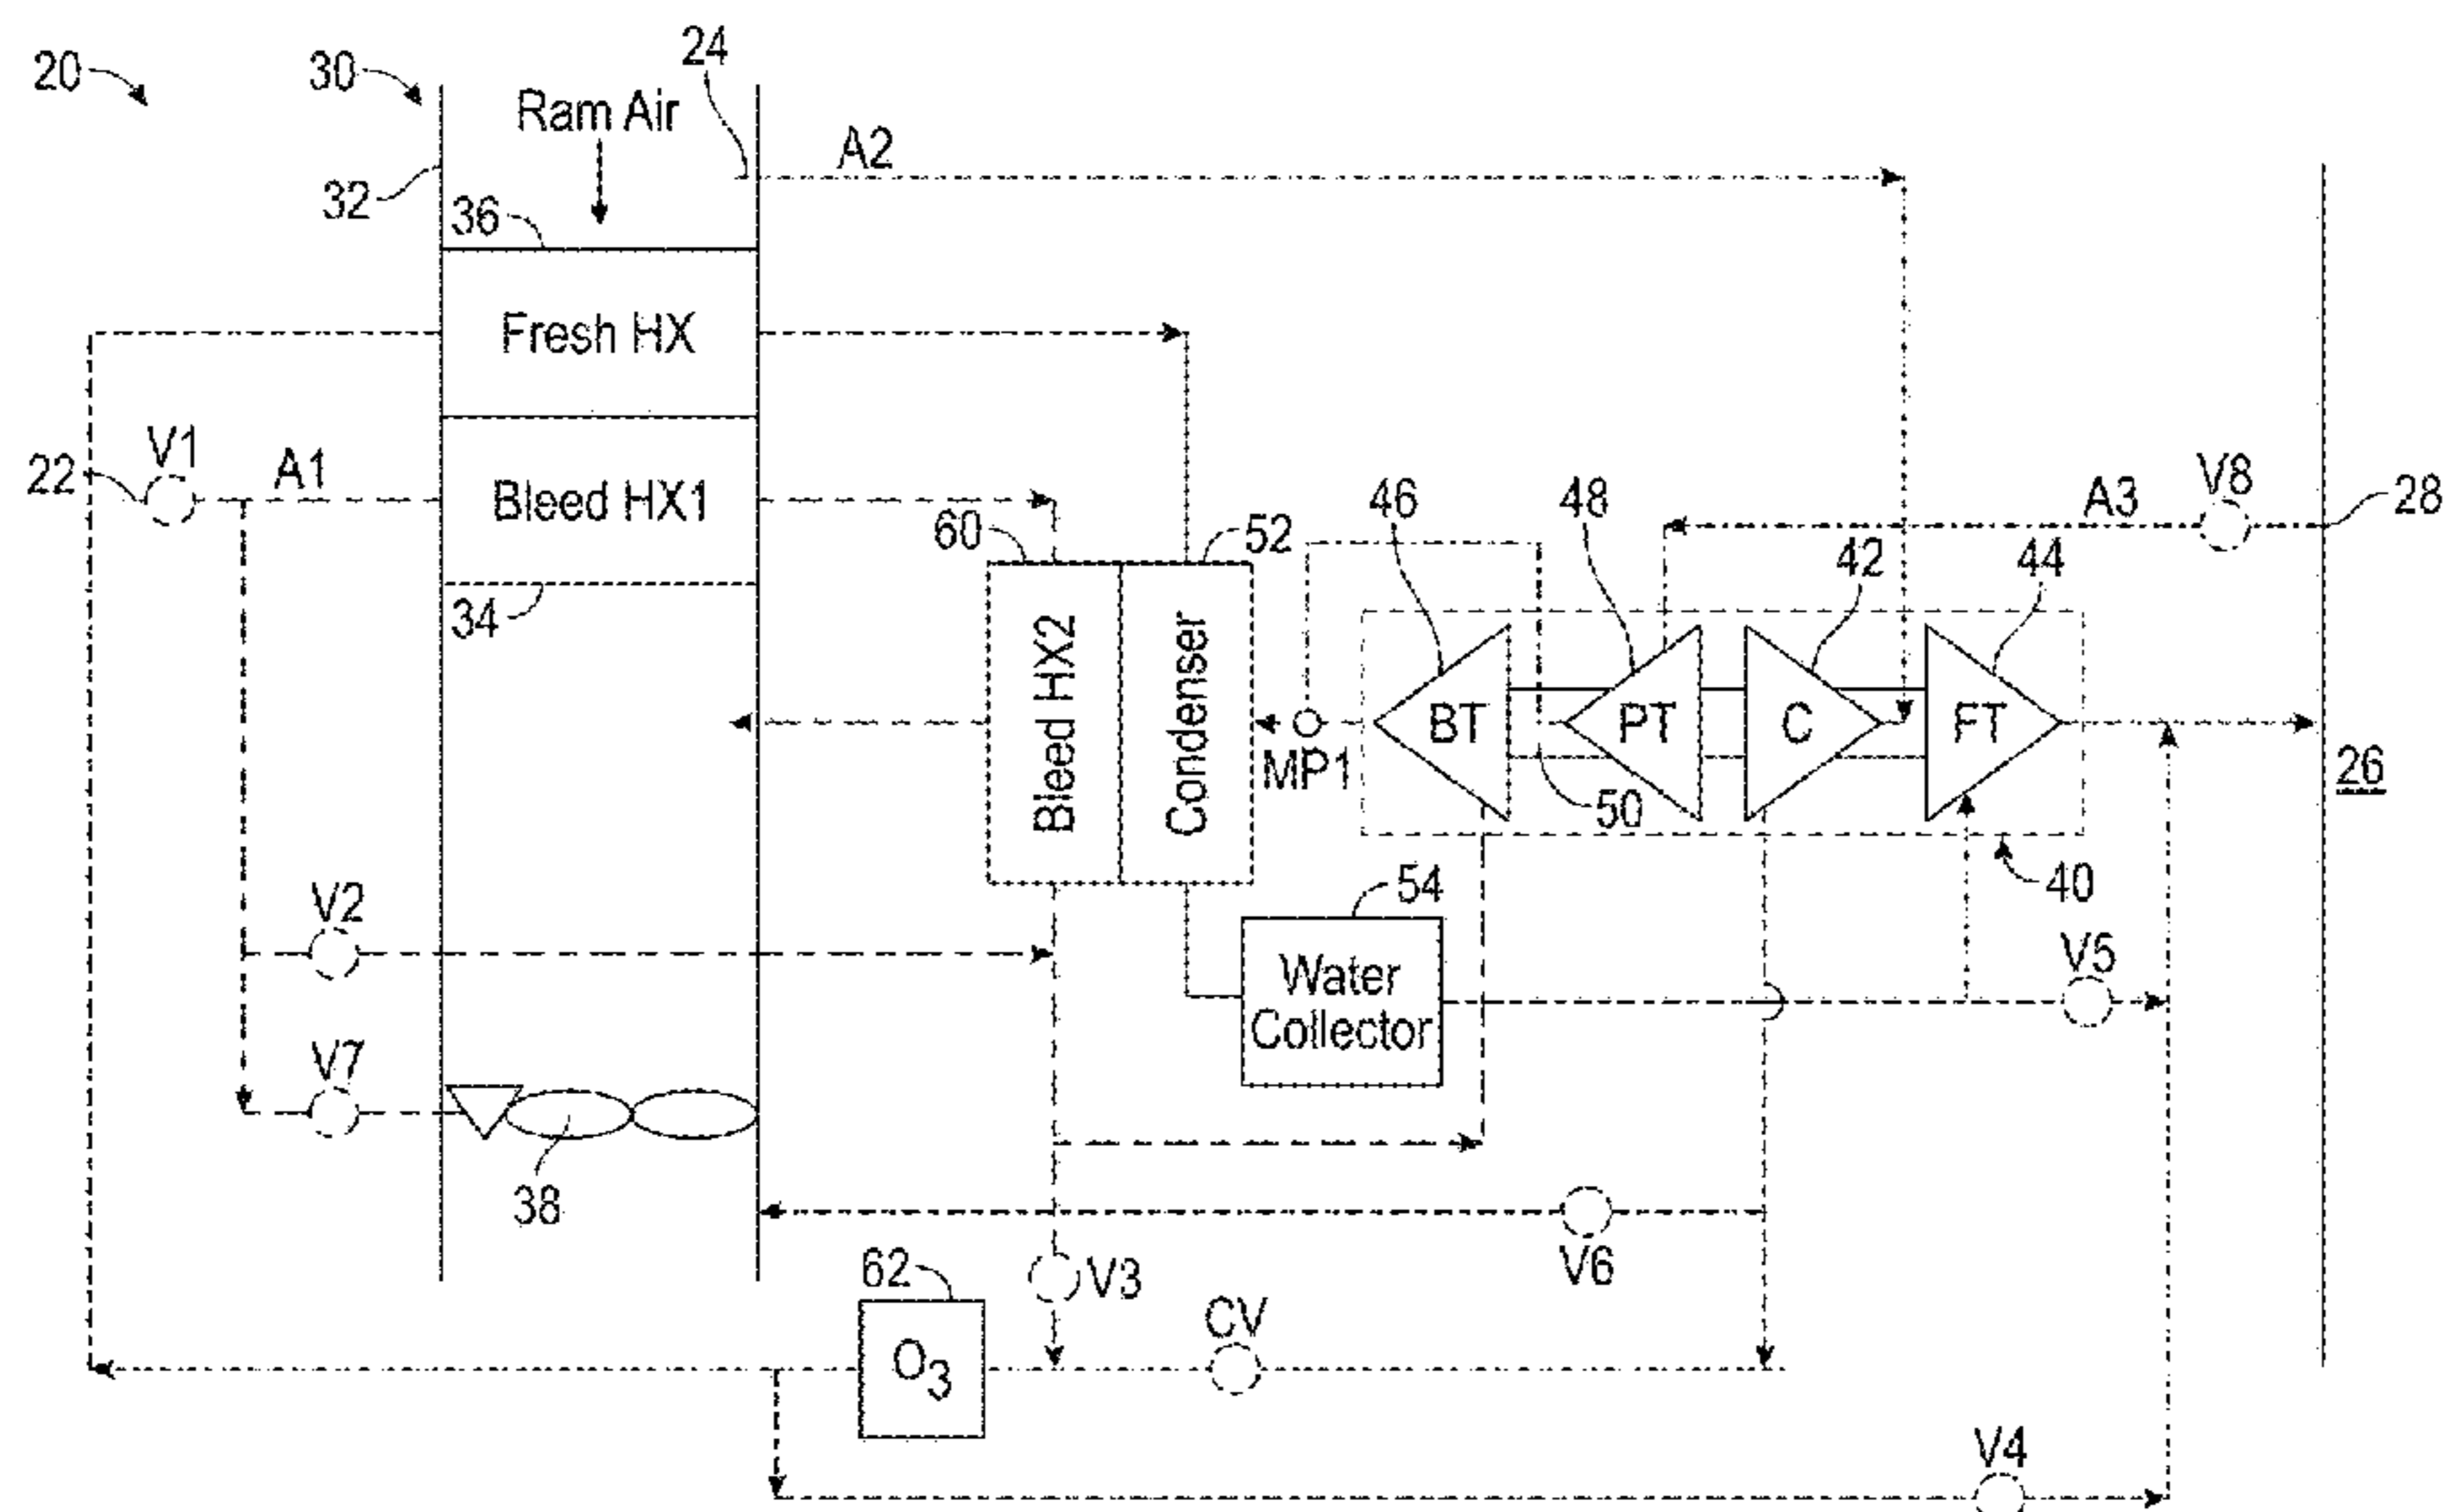 20
30
24
Ram Air
A2
32
36
Fresh HX
V1
22
A1
Bleed HX1
34
60
52
46
48
A3
V8
28
42
44
Bleed HX2
Condenser
MP1
BT
PT
C
FT
50
26
40
54
V2
Water
Collector
V5
V7
38
V6
62
V3
O3
CV
V4